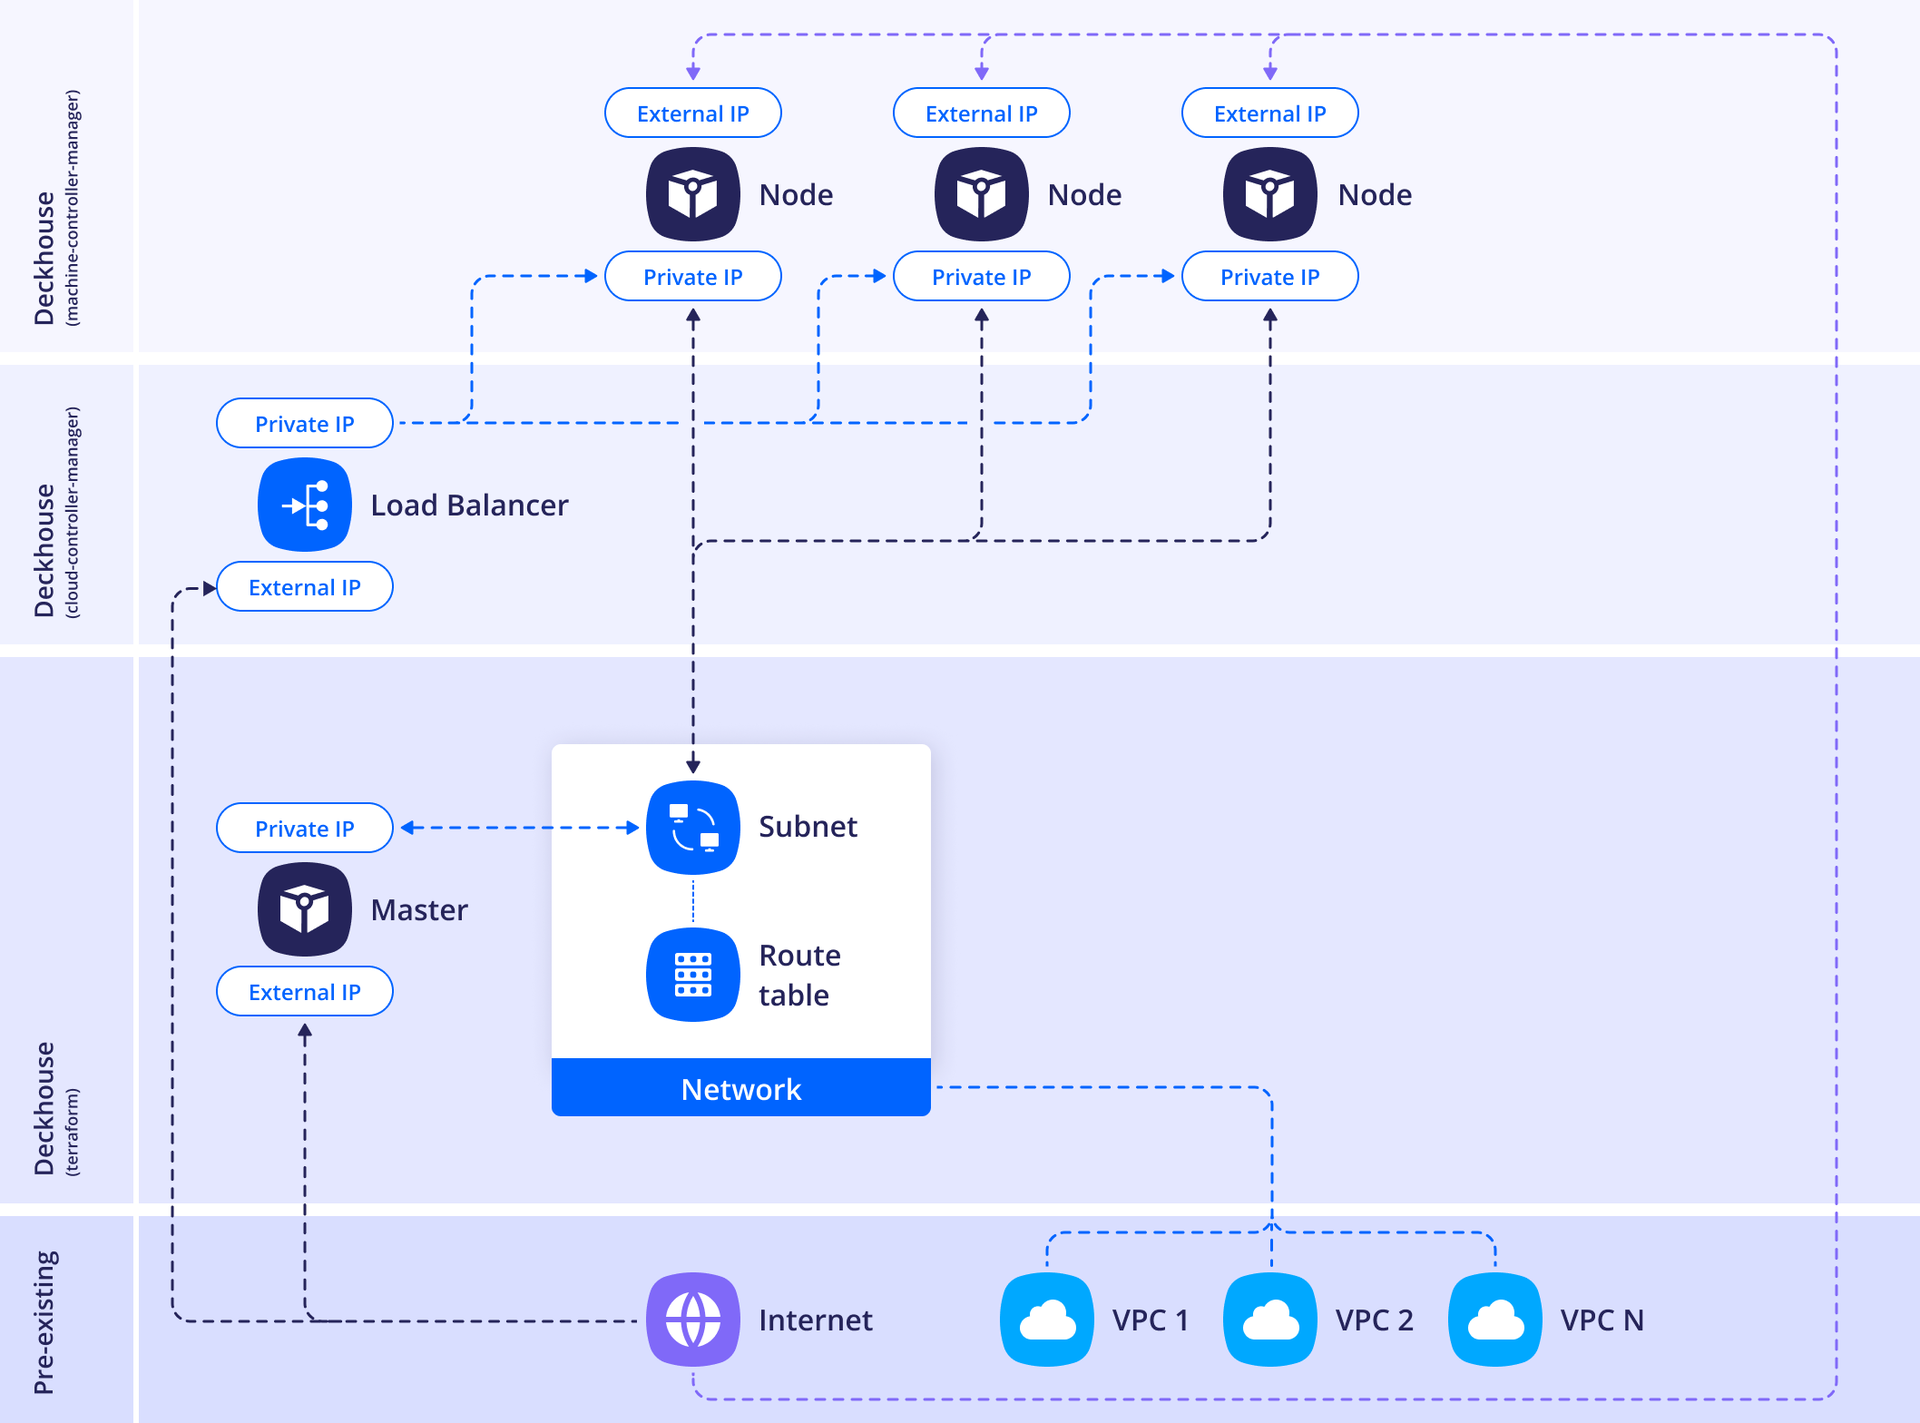 Deckhouse
(machine-controller-manager)
External IP
External IP
External IP
Node
Node
Node
Private IP
Private IP
Private IP
Deckhouse
(cloud-controller-manager)
Private IP
Load Balancer
External IP
Deckhouse
(terraform)
Private IP
Subnet
Master
Route
table
External IP
Network
Pre-existing
Internet
VPC 1
VPC 2
VPC N